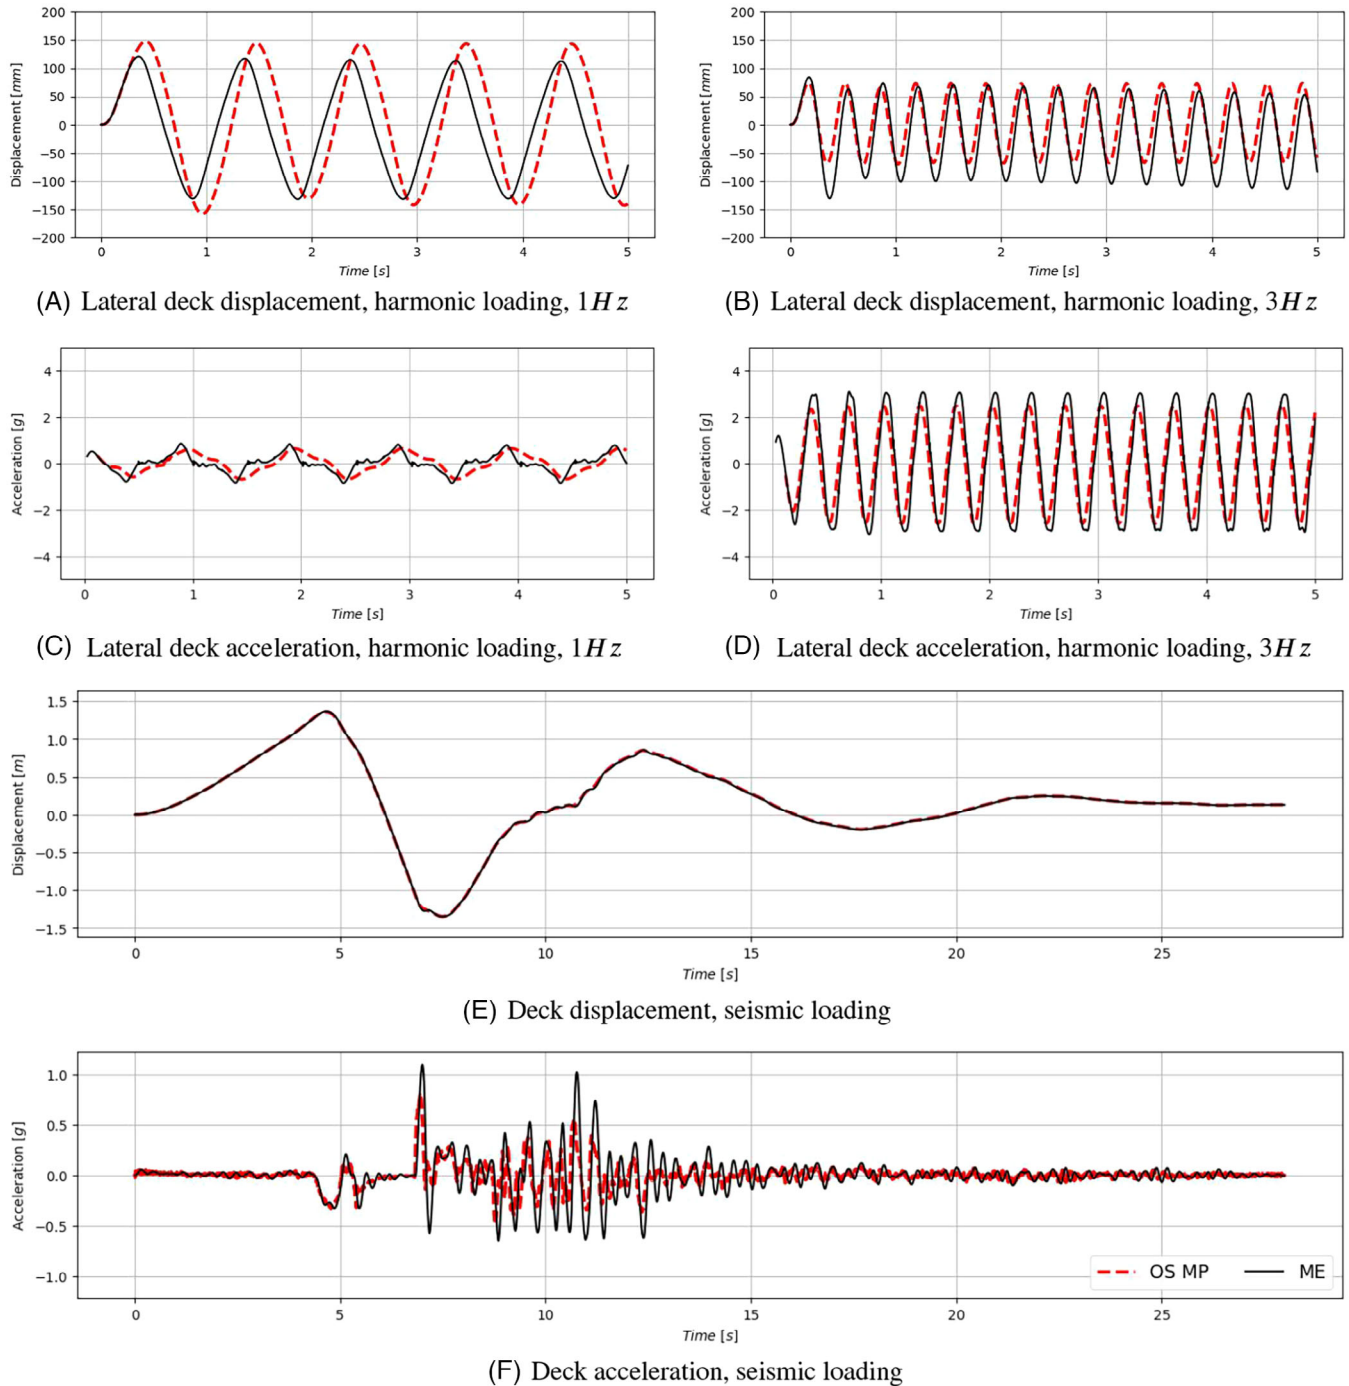 200
150
100
50
0
−50
−100
−150
−200
Displacement [mm]
0 1 2 3 4 5
Time [s]
(A) Lateral deck displacement, harmonic loading, 1Hz
200
150
100
50
0
−50
−100
−150
−200
Displacement [mm]
0 1 2 3 4 5
Time [s]
(B) Lateral deck displacement, harmonic loading, 3Hz
4
2
0
−2
−4
Acceleration [g]
0 1 2 3 4 5
Time [s]
(C) Lateral deck acceleration, harmonic loading, 1Hz
4
2
0
−2
−4
Acceleration [g]
0 1 2 3 4 5
Time [s]
(D) Lateral deck acceleration, harmonic loading, 3Hz
1.5
1.0
0.5
0.0
−0.5
−1.0
−1.5
Displacement [m]
0 5 10 15 20 25
Time [s]
(E) Deck displacement, seismic loading
1.0
0.5
0.0
−0.5
−1.0
Acceleration [g]
OS MP ME
0 5 10 15 20 25
Time [s]
(F) Deck acceleration, seismic loading